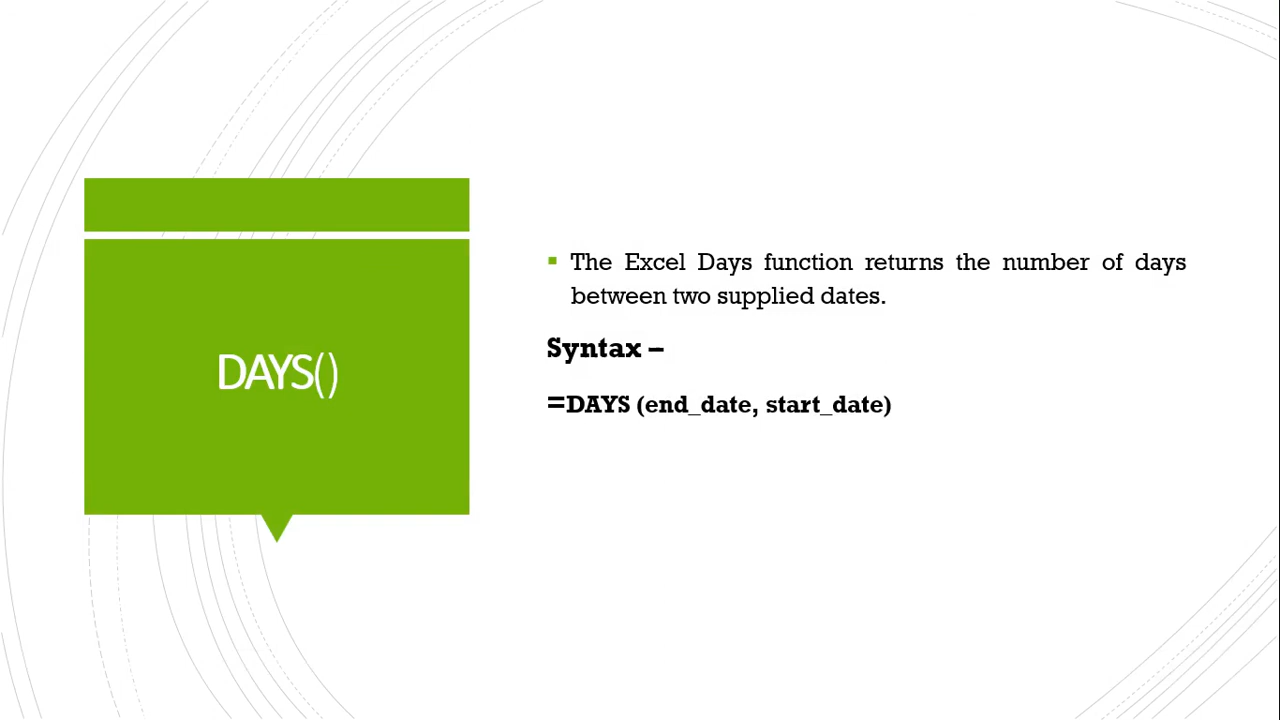 DAYS()
The Excel Days function returns the number of days
between two supplied dates.
Syntax –
=DAYS (end_date, start_date)